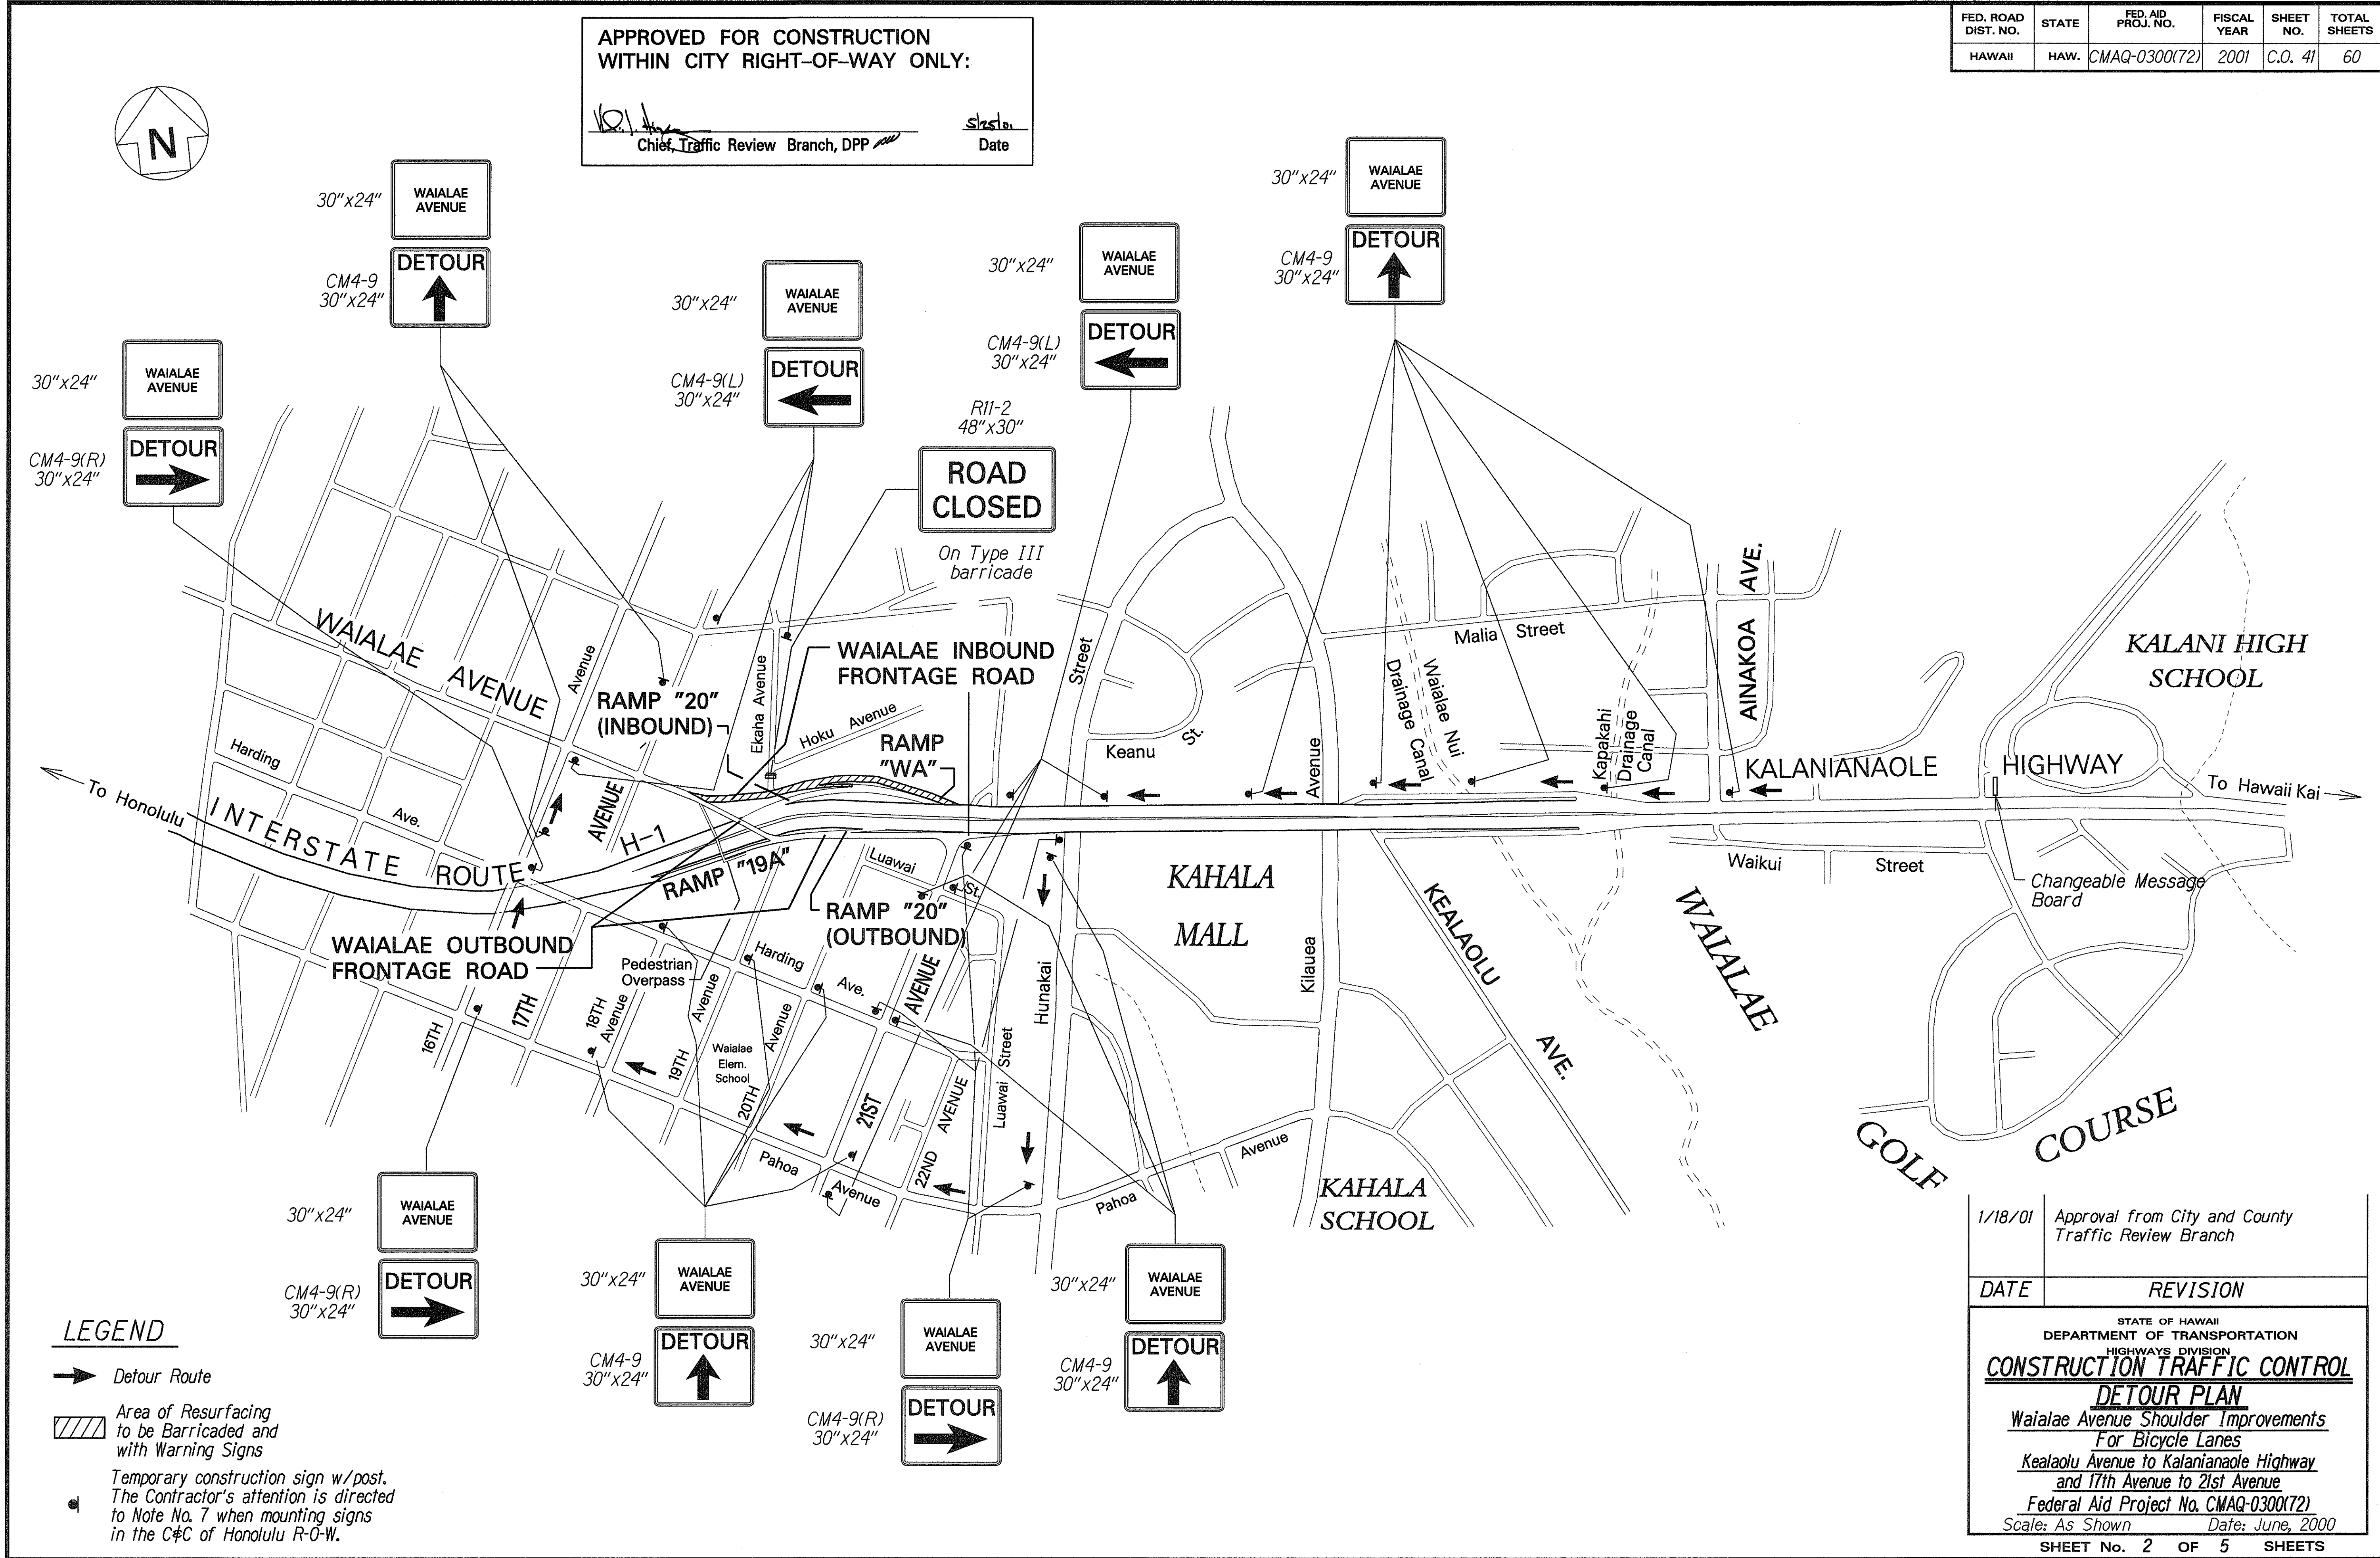 FED. ROAD DIST. NO.
STATE
FED. AID PROJ. NO.
FISCAL YEAR
SHEET NO.
TOTAL SHEETS
HAWAII
HAW.
CMAQ-0300(72)
2001
C.O. 41
60
APPROVED FOR CONSTRUCTION
WITHIN CITY RIGHT-OF-WAY ONLY:
5/25/01
Chief, Traffic Review Branch, DPP
Date
N
30"x24"
WAIALAE
AVENUE
CM4-9
30"x24"
DETOUR
30"x24"
WAIALAE
AVENUE
CM4-9(R)
30"x24"
DETOUR
30"x24"
WAIALAE
AVENUE
CM4-9(L)
30"x24"
DETOUR
30"x24"
WAIALAE
AVENUE
CM4-9(L)
30"x24"
DETOUR
30"x24"
WAIALAE
AVENUE
CM4-9
30"x24"
DETOUR
R11-2
48"x30"
ROAD
CLOSED
On Type III
barricade
WAIALAE AVENUE
Avenue
RAMP "20"
(INBOUND)
Ekaha Avenue
WAIALAE INBOUND
FRONTAGE ROAD
Hoku Avenue
RAMP
"WA"
Street
Keanu St.
Avenue
Malia Street
Waialae Nui
Drainage Canal
Kapakahi
Drainage
Canal
AINAKOA AVE.
KALANI HIGH
SCHOOL
KALANIANAOLE HIGHWAY
To Hawaii Kai
Harding
Ave.
To Honolulu
INTERSTATE ROUTE H-1
AVENUE
RAMP "19A"
Luawai
St.
RAMP "20"
(OUTBOUND)
WAIALAE OUTBOUND
FRONTAGE ROAD
Pedestrian
Overpass
Harding
Ave.
AVENUE
KAHALA
MALL
Hunakai
Kilauea
KEALAOLU
AVE.
Waikui Street
Changeable Message
Board
WAIALAE
GOLF
COURSE
16TH
17TH
18TH
Avenue
19TH
Avenue
Waialae
Elem.
School
20TH
Avenue
21ST
22ND
AVENUE
Luawai Street
Pahoa
Avenue
Pahoa
Avenue
KAHALA
SCHOOL
30"x24"
WAIALAE
AVENUE
CM4-9(R)
30"x24"
DETOUR
30"x24"
WAIALAE
AVENUE
CM4-9
30"x24"
DETOUR
30"x24"
WAIALAE
AVENUE
CM4-9(R)
30"x24"
DETOUR
30"x24"
WAIALAE
AVENUE
CM4-9
30"x24"
DETOUR
LEGEND
Detour Route
Area of Resurfacing
to be Barricaded and
with Warning Signs
Temporary construction sign w/post.
The Contractor's attention is directed
to Note No. 7 when mounting signs
in the C&C of Honolulu R-O-W.
1/18/01
Approval from City and County
Traffic Review Branch
DATE
REVISION
STATE OF HAWAII
DEPARTMENT OF TRANSPORTATION
HIGHWAYS DIVISION
CONSTRUCTION TRAFFIC CONTROL
DETOUR PLAN
Waialae Avenue Shoulder Improvements
For Bicycle Lanes
Kealaolu Avenue to Kalanianaole Highway
and 17th Avenue to 21st Avenue
Federal Aid Project No. CMAQ-0300(72)
Scale: As Shown Date: June, 2000
SHEET No. 2 OF 5 SHEETS